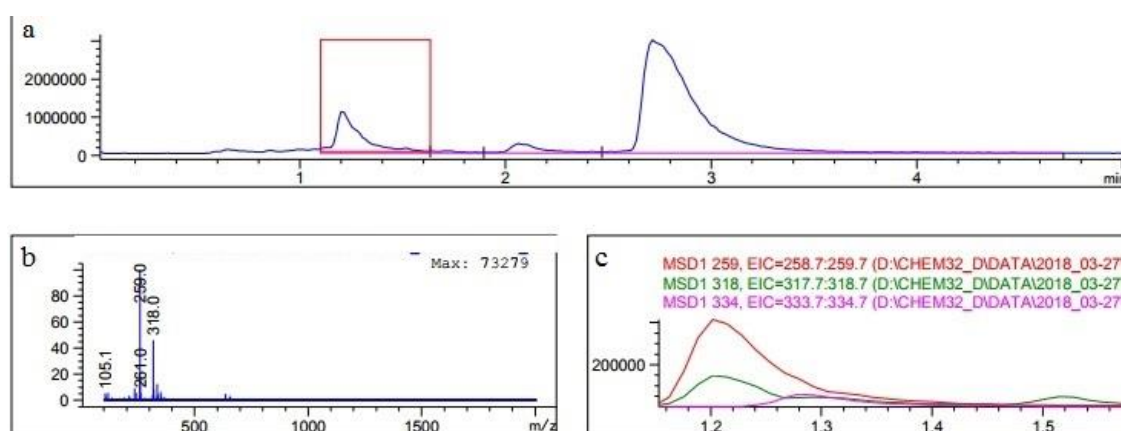 a
2000000
1000000
0
1 2 3 4 min
b
Max: 73279
80
60
40
20
0
105.1
259.0
261.0
318.0
500 1000 1500 m/z
c
MSD1 259, EIC=258.7:259.7 (D:\CHEM32_D\DATA\2018_03-27
MSD1 318, EIC=317.7:318.7 (D:\CHEM32_D\DATA\2018_03-27
MSD1 334, EIC=333.7:334.7 (D:\CHEM32_D\DATA\2018_03-27
200000
1.2 1.3 1.4 1.5